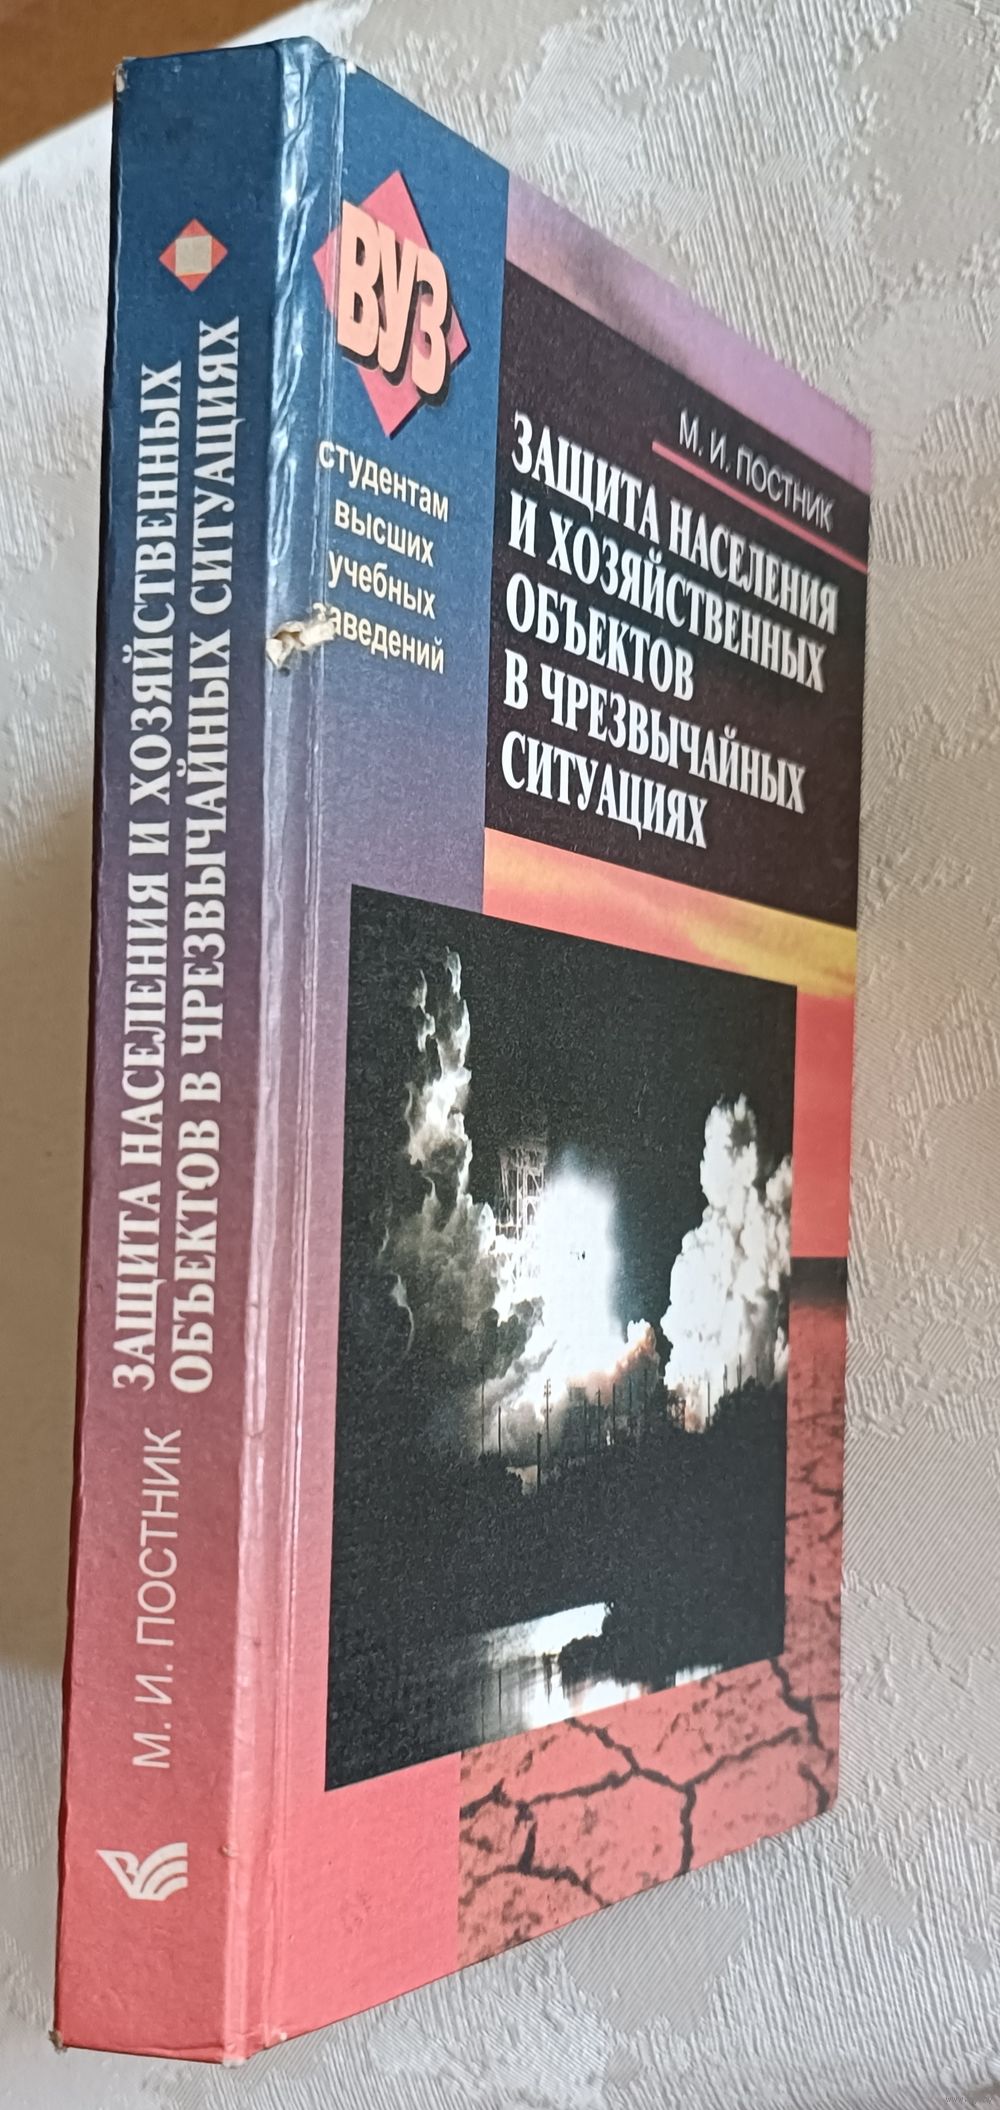 М. И. ПОСТНИК
ЗАЩИТА НАСЕЛЕНИЯ И ХОЗЯЙСТВЕННЫХ
ОБЪЕКТОВ В ЧРЕЗВЫЧАЙНЫХ СИТУАЦИЯХ
ВУЗ
студентам
высших
учебных
заведений
М. И. ПОСТНИК
ЗАЩИТА НАСЕЛЕНИЯ
И ХОЗЯЙСТВЕННЫХ
ОБЪЕКТОВ
В ЧРЕЗВЫЧАЙНЫХ
СИТУАЦИЯХ